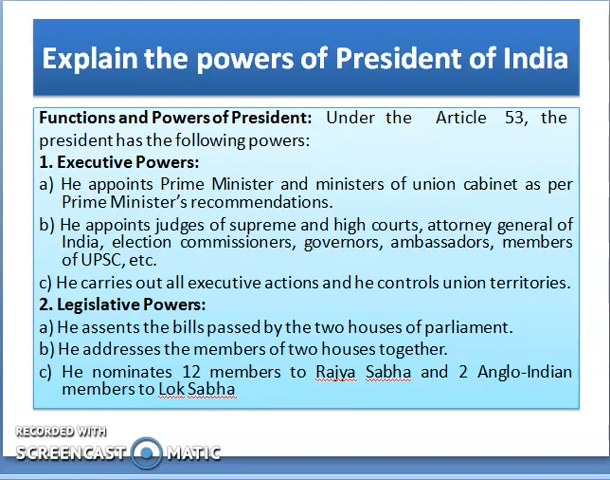 Explain the powers of President of India
Functions and Powers of President: Under the Article 53, the
president has the following powers:
1. Executive Powers:
a) He appoints Prime Minister and ministers of union cabinet as per
Prime Minister's recommendations.
b) He appoints judges of supreme and high courts, attorney general of
India, election commissioners, governors, ambassadors, members
of UPSC, etc.
c) He carries out all executive actions and he controls union territories.
2. Legislative Powers:
a) He assents the bills passed by the two houses of parliament.
b) He addresses the members of two houses together.
c) He nominates 12 members to Rajya Sabha and 2 Anglo-Indian
members to Lok Sabha
RECORDED WITH
SCREENCAST MATIC